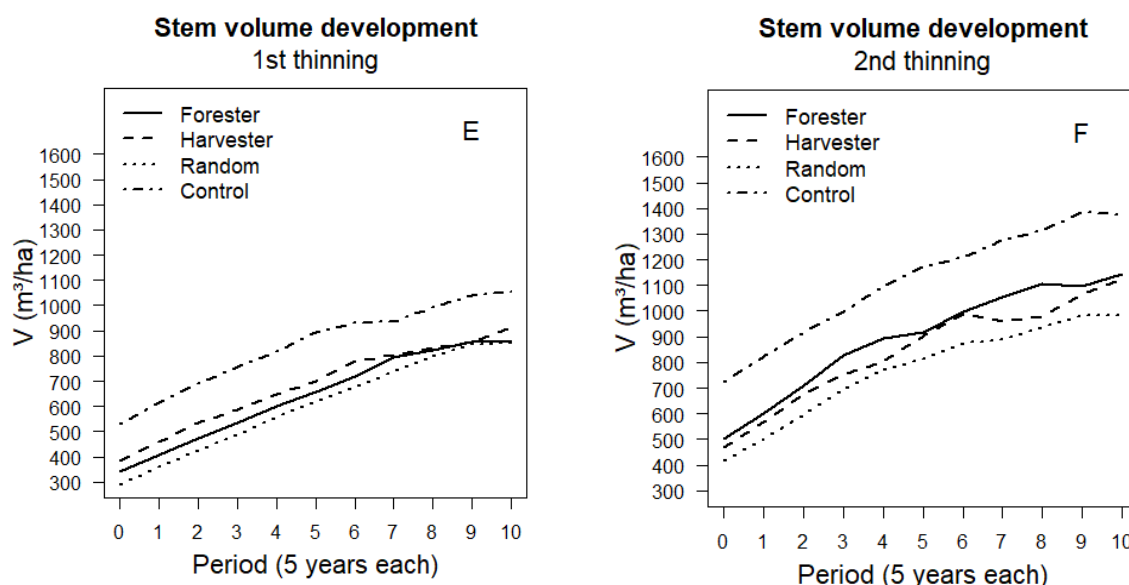 Stem volume development
1st thinning
Forester
Harvester
Random
Control
E
1600
1500
1400
1300
1200
1100
1000
900
800
700
600
500
400
300
V (m³/ha)
0 1 2 3 4 5 6 7 8 9 10
Period (5 years each)
Stem volume development
2nd thinning
Forester
Harvester
Random
Control
F
1600
1500
1400
1300
1200
1100
1000
900
800
700
600
500
400
300
V (m³/ha)
0 1 2 3 4 5 6 7 8 9 10
Period (5 years each)